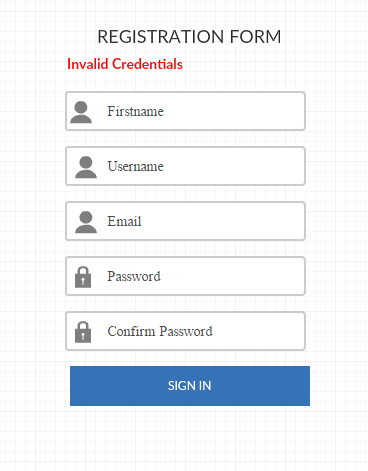 REGISTRATION FORM
Invalid Credentials
Firstname
Username
Email
Password
Confirm Password
SIGN IN